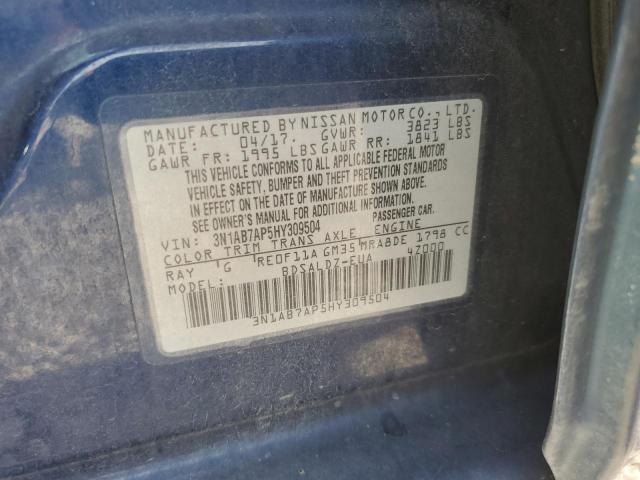 MANUFACTURED BY NISSAN MOTOR CO., LTD.
DATE: 04/17. GVWR: 3823 LBS
GAWR FR: 1995 LBS GAWR RR: 1841 LBS
THIS VEHICLE CONFORMS TO ALL APPLICABLE FEDERAL MOTOR
VEHICLE SAFETY, BUMPER AND THEFT PREVENTION STANDARDS
IN EFFECT ON THE DATE OF MANUFACTURE SHOWN ABOVE.
SEE OWNER'S MANUAL FOR ADDITIONAL INFORMATION.
VIN: 3N1AB7AP5HY309504 PASSENGER CAR.
COLOR TRIM TRANS AXLE ENGINE
RAY G RE0F11A GM35 MRA8DE 1798 CC
MODEL: BDSALDZ-EUA 4Z000
3N1AB7AP5HY309504